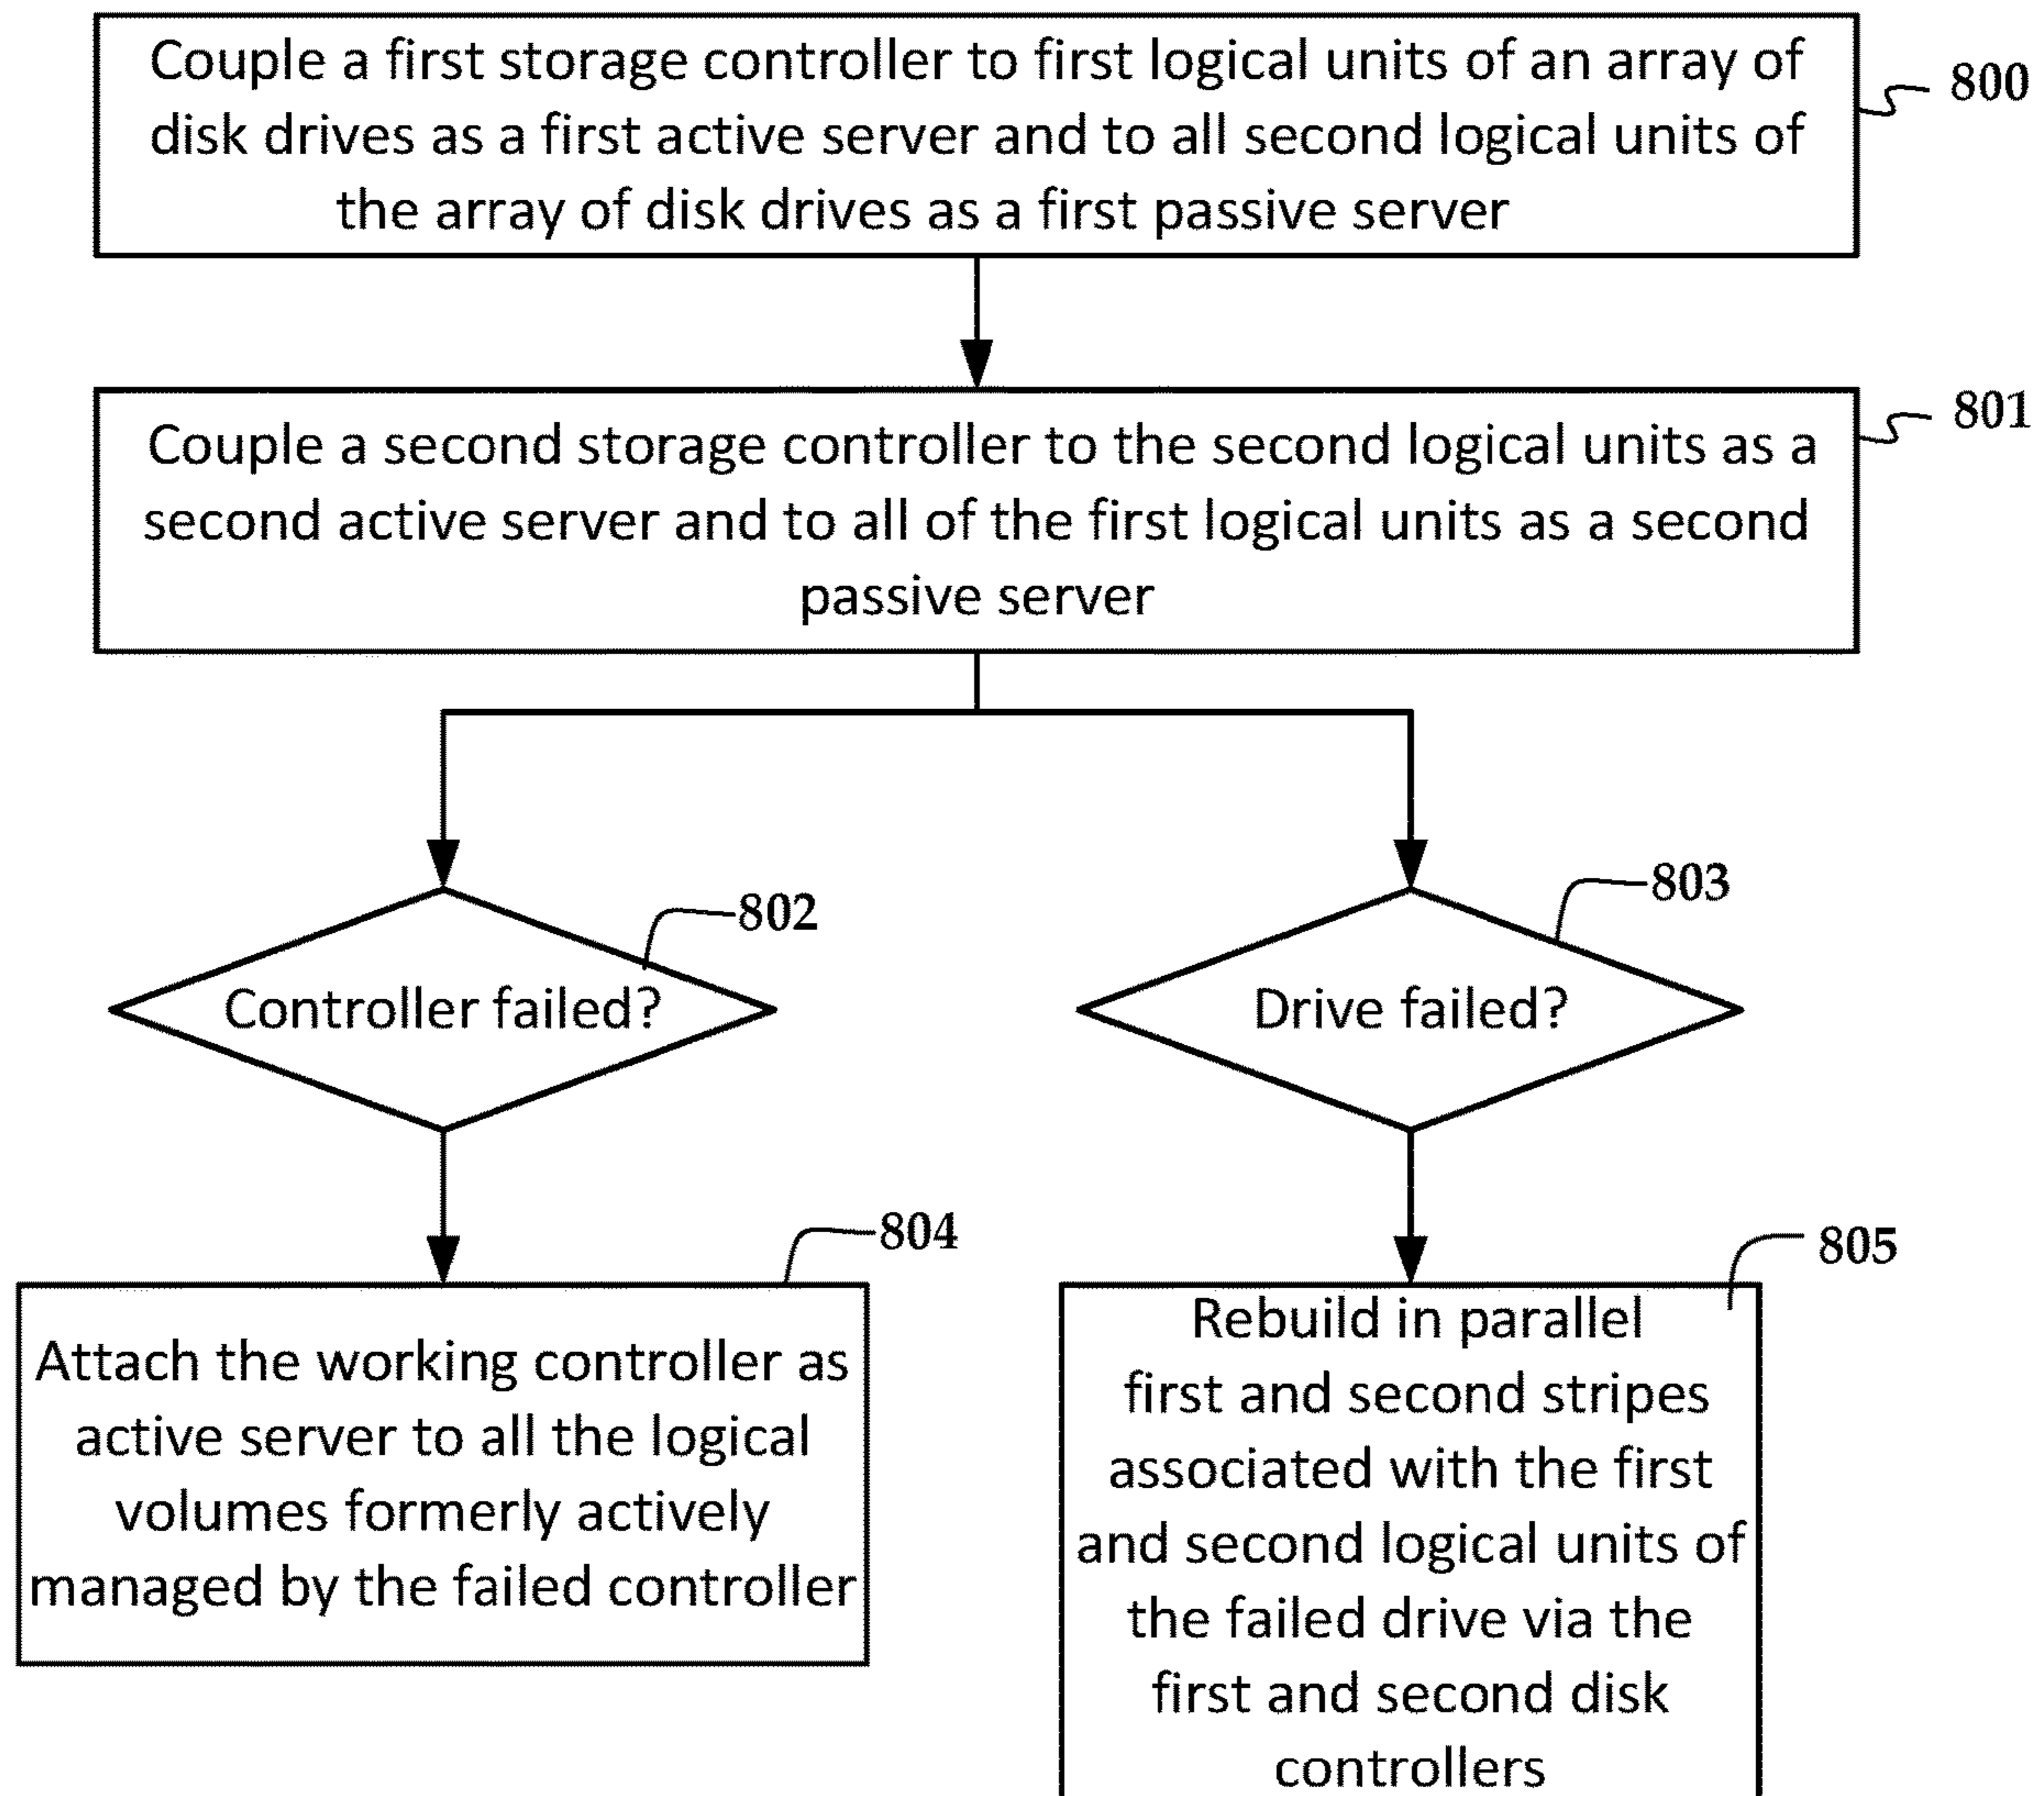 Couple a first storage controller to first logical units of an array of
disk drives as a first active server and to all second logical units of
the array of disk drives as a first passive server
800
Couple a second storage controller to the second logical units as a
second active server and to all of the first logical units as a second
passive server
801
Controller failed?
802
Drive failed?
803
Attach the working controller as
active server to all the logical
volumes formerly actively
managed by the failed controller
804
Rebuild in parallel
first and second stripes
associated with the first
and second logical units of
the failed drive via the
first and second disk
controllers
805